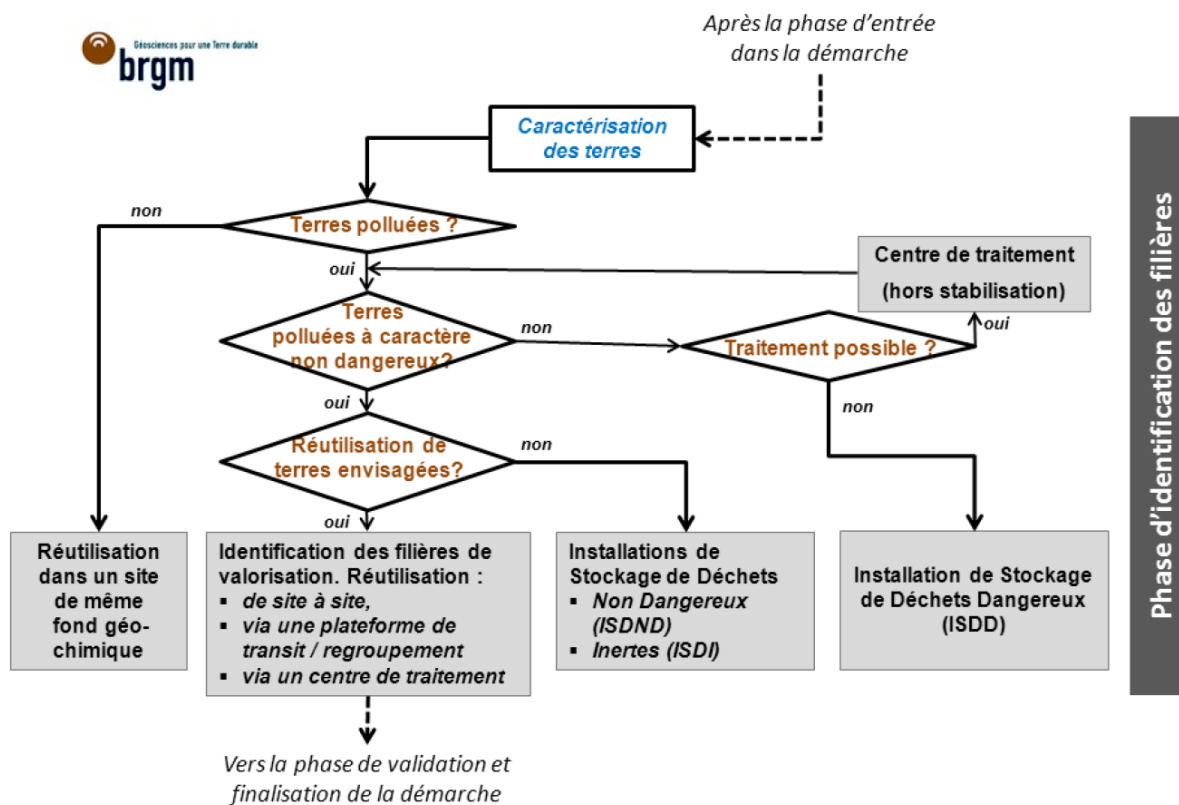 Géosciences pour une Terre durable
brgm
Après la phase d'entrée
dans la démarche
Caractérisation
des terres
non
Terres polluées ?
oui
Centre de traitement
(hors stabilisation)
Terres
polluées à caractère
non dangereux?
non
Traitement possible ?
oui
oui
non
Réutilisation de
terres envisagées?
non
oui
Réutilisation
dans un site
de même
fond géo-
chimique
Identification des filières de
valorisation. Réutilisation :
▪ de site à site,
▪ via une plateforme de
transit / regroupement
▪ via un centre de traitement
Installations de
Stockage de Déchets
▪ Non Dangereux
(ISDND)
▪ Inertes (ISDI)
Installation de Stockage
de Déchets Dangereux
(ISDD)
Vers la phase de validation et
finalisation de la démarche
Phase d'identification des filières